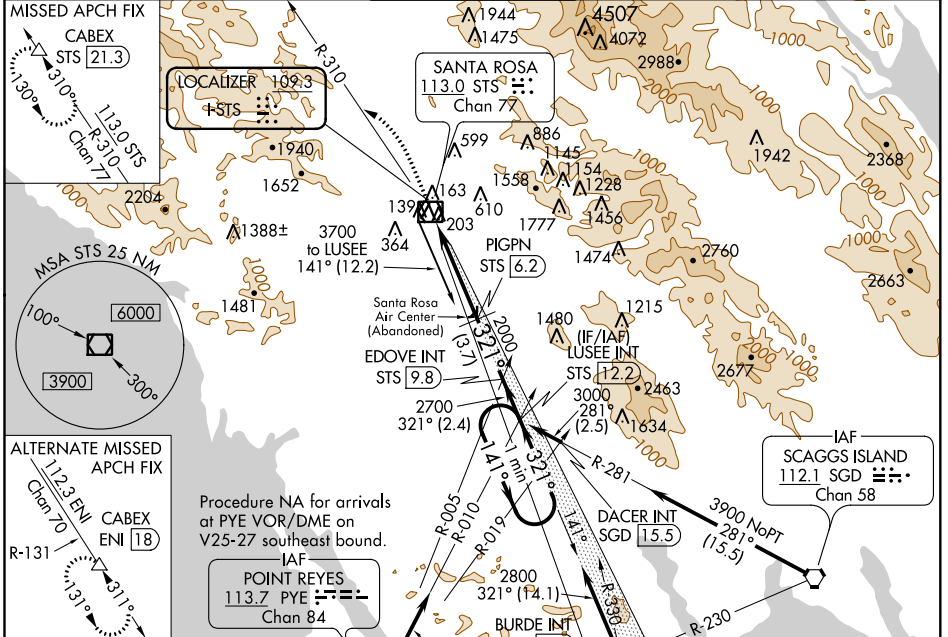 MISSED APCH FIX
CABEX
STS 21.3
310°
130°
113.0 STS
R-310
Chan 77
R-310
LOCALIZER 109.3
I-STS
SANTA ROSA
113.0 STS
Chan 77
1944
1475
4507
4072
2988
1000
2000
1000
1940
1652
2204
1388±
599
886
1145
1154
1558
1228
1777
1456
1474
1000
1942
2368
163
139
203
610
364
3700
to LUSEE
141° (12.2)
PIGPN
STS 6.2
2760
2663
1000
MSA STS 25 NM
100°
6000
3900
300°
1000
1481
Santa Rosa
Air Center
(Abandoned)
(3.7)
321°
2000
1480
1215
EDOVE INT
STS 9.8
(IF/IAF)
LUSEE INT
STS 12.2
2463
2000
2677
1000
2700
321° (2.4)
3000
281°
(2.5)
1634
1 min
141°
321°
R-281
IAF
SCAGGS ISLAND
112.1 SGD
Chan 58
3900 NoPT
281°
(15.5)
DACER INT
SGD 15.5
ALTERNATE MISSED
APCH FIX
112.3 ENI
Chan 70
CABEX
ENI 18
R-131
131°
311°
Procedure NA for arrivals
at PYE VOR/DME on
V25-27 southeast bound.
IAF
POINT REYES
113.7 PYE
Chan 84
R-005
R-010
R-019
141°
R-330
2800
321° (14.1)
BURDE INT
R-230